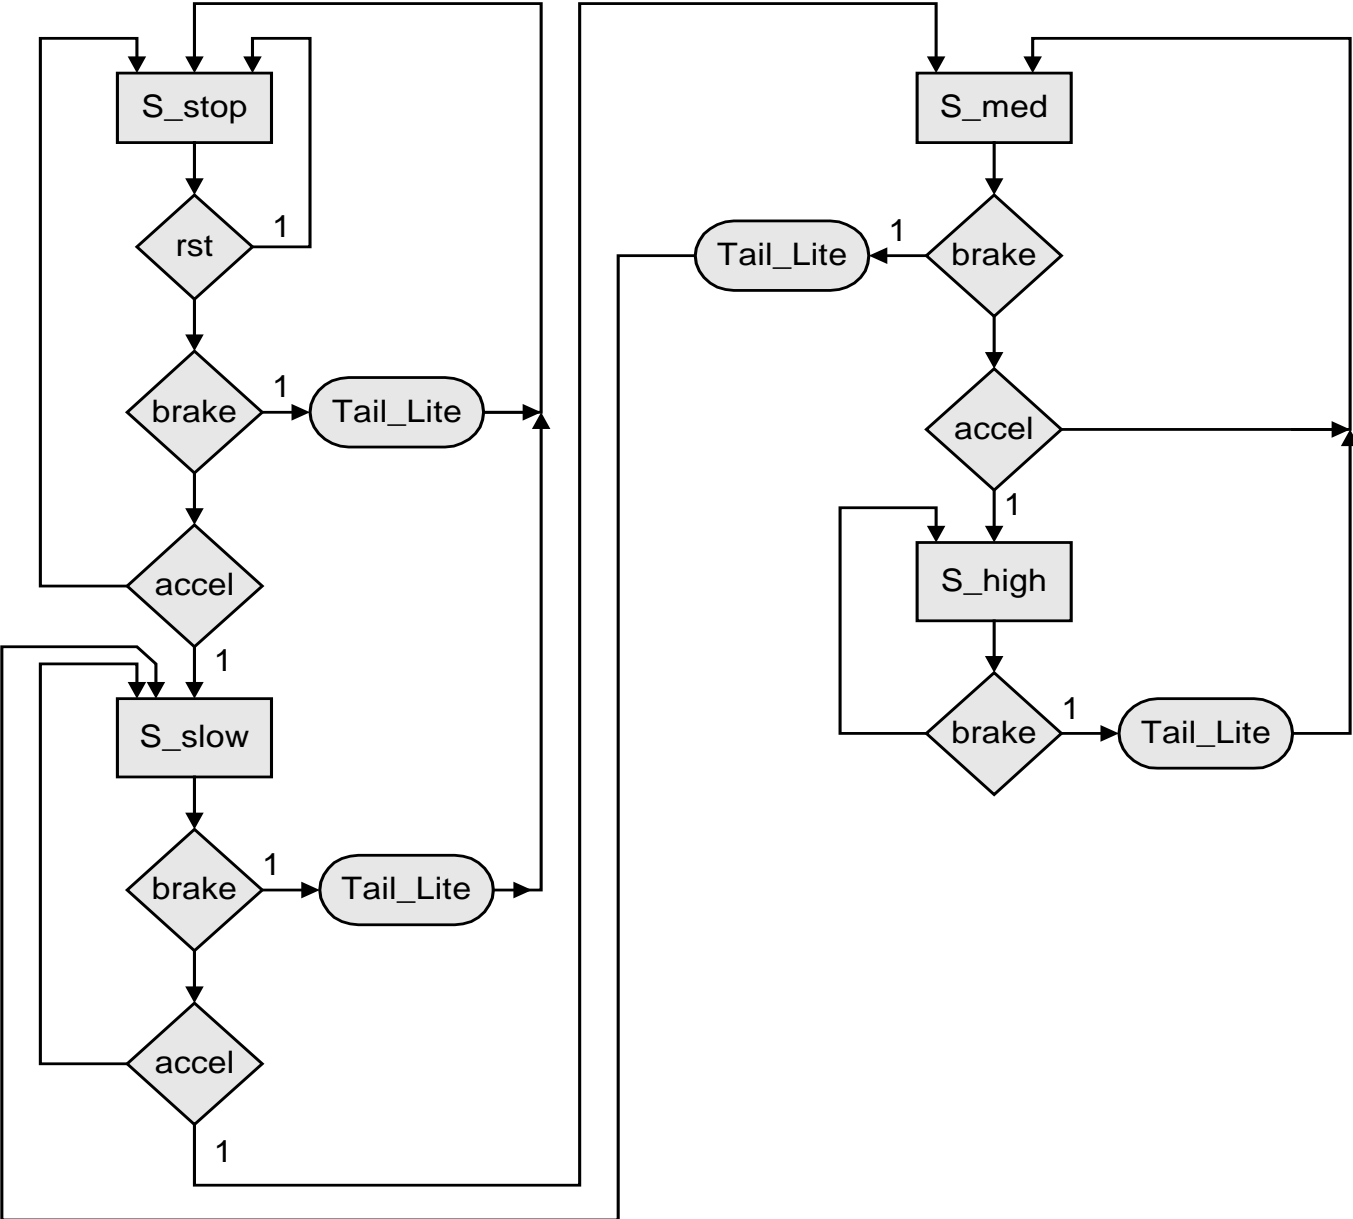 S_stop
rst
1
brake
1
Tail_Lite
accel
1
S_slow
brake
1
Tail_Lite
accel
1
S_med
brake
1
Tail_Lite
accel
1
S_high
brake
1
Tail_Lite